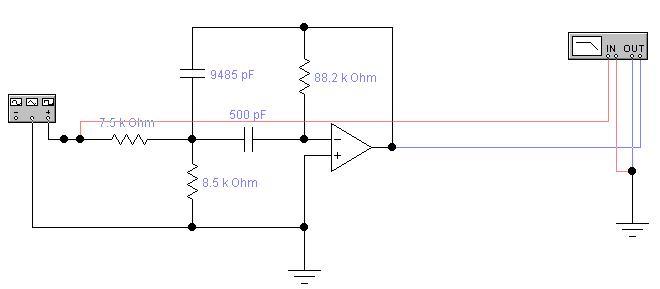 IN OUT
9485 pF
88.2 k Ohm
500 pF
7.5 k Ohm
8.5 k Ohm